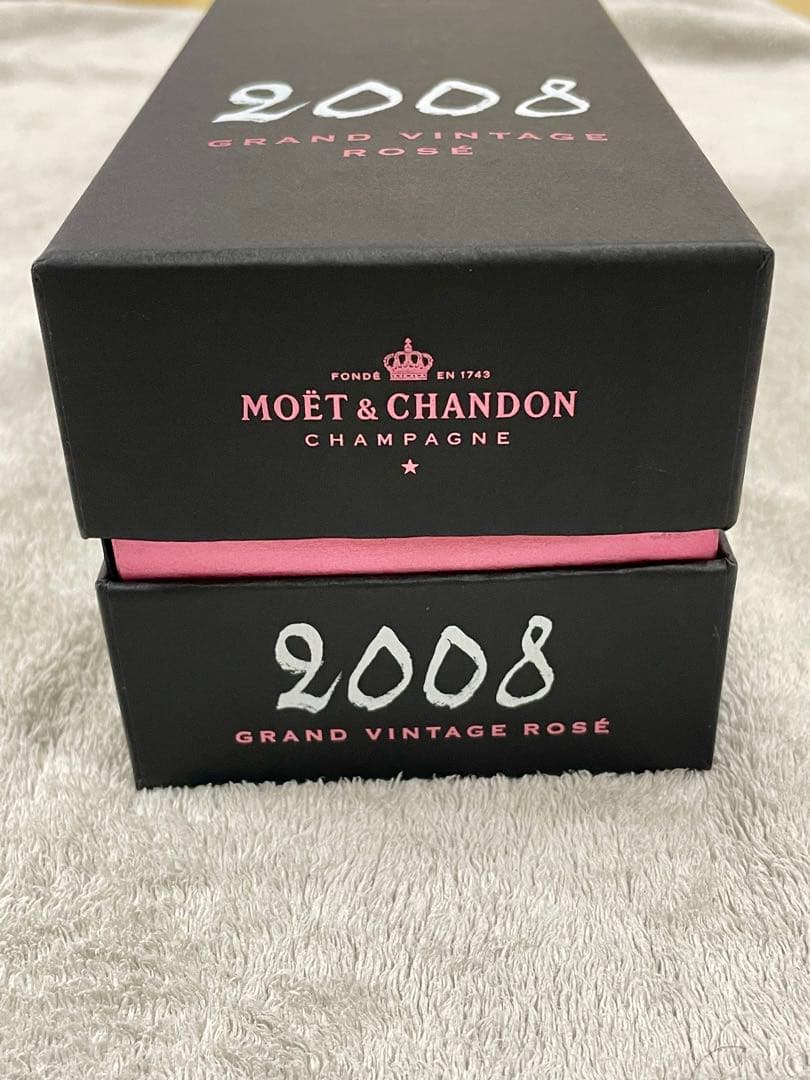 2008
GRAND VINTAGE
ROSÉ
FONDÉ EN 1743
MOËT & CHANDON
CHAMPAGNE
2008
GRAND VINTAGE ROSÉ